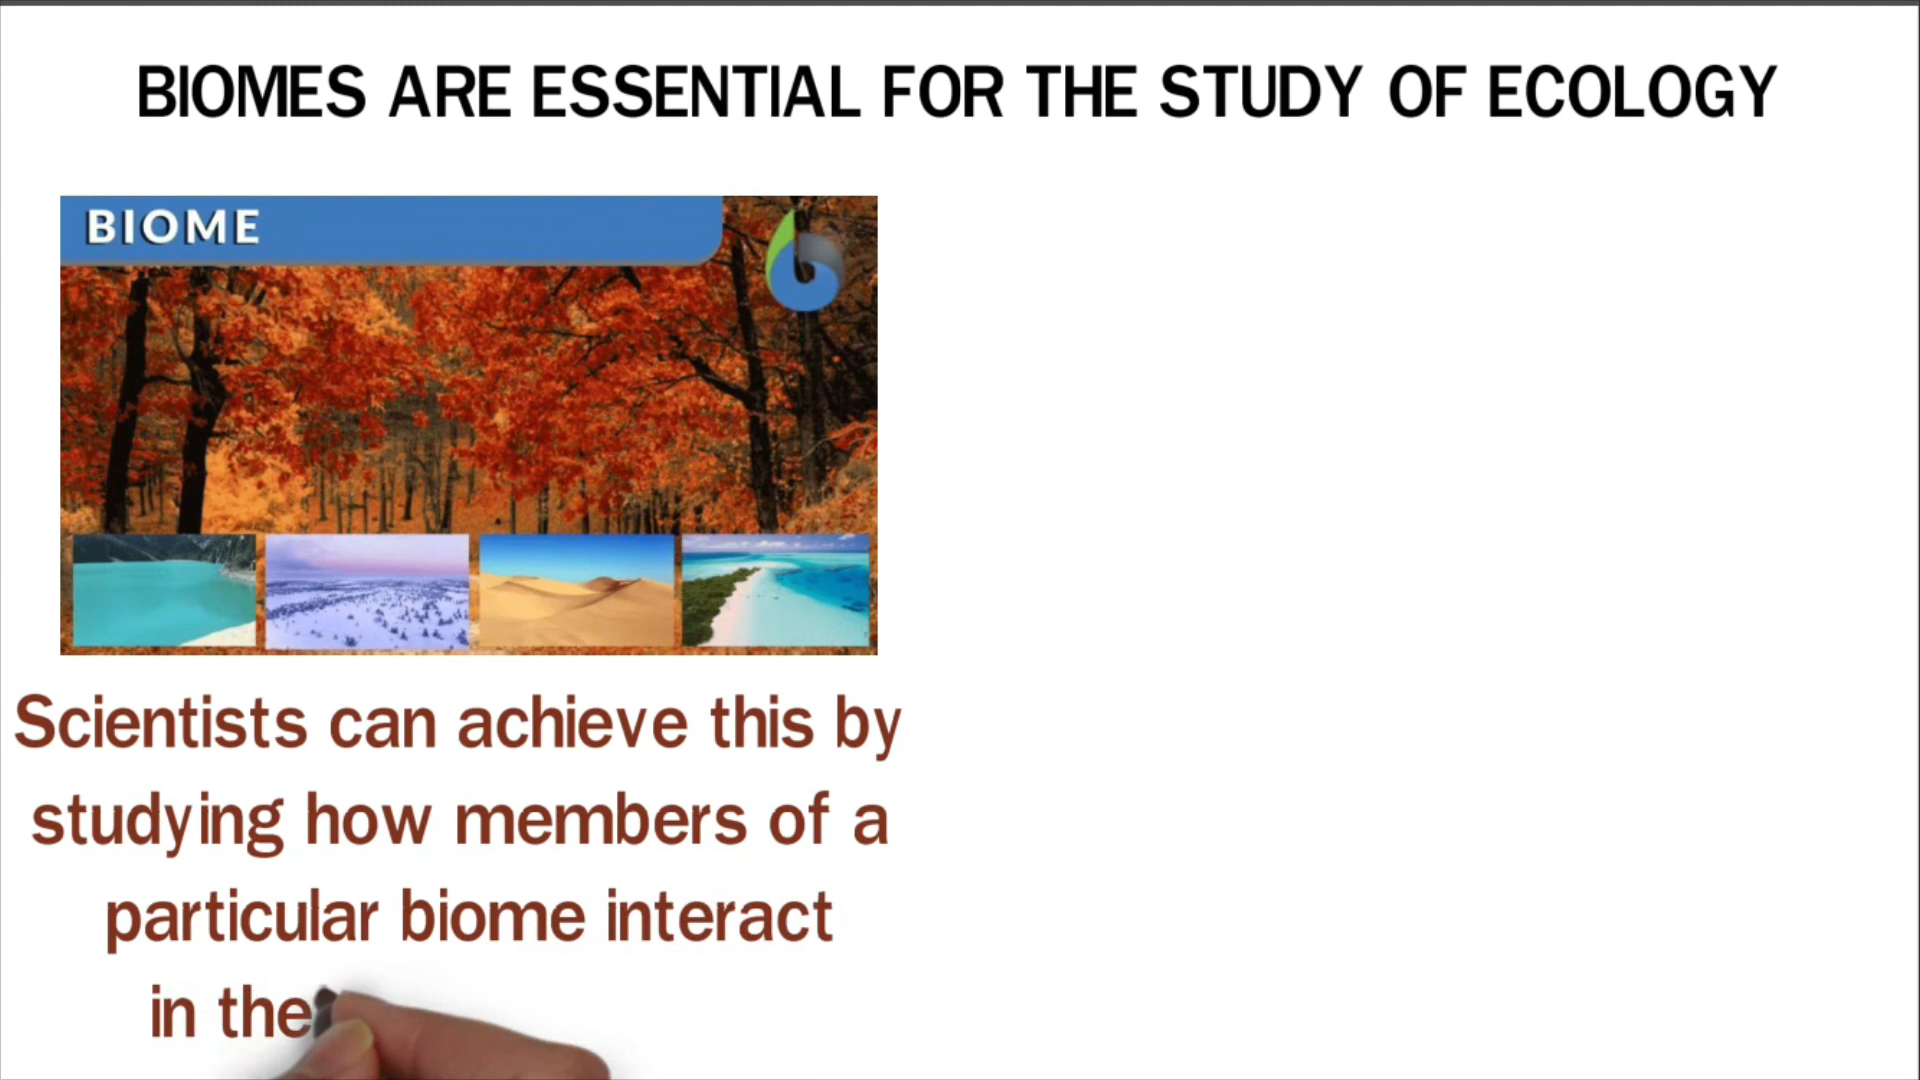 BIOMES ARE ESSENTIAL FOR THE STUDY OF ECOLOGY
BIOME
Scientists can achieve this by
studying how members of a
particular biome interact
in the